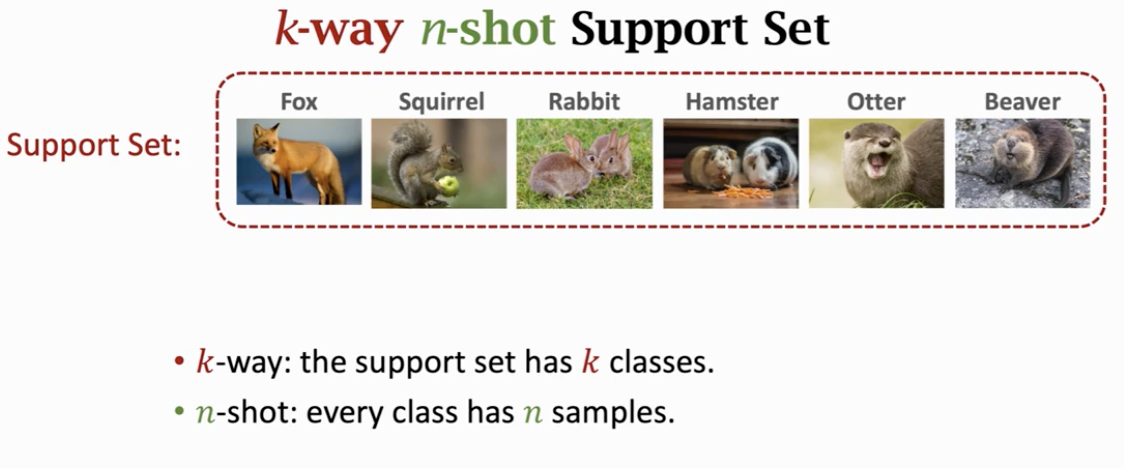 k-way n-shot Support Set
Fox Squirrel Rabbit Hamster Otter Beaver
Support Set:
• k-way: the support set has k classes.
• n-shot: every class has n samples.